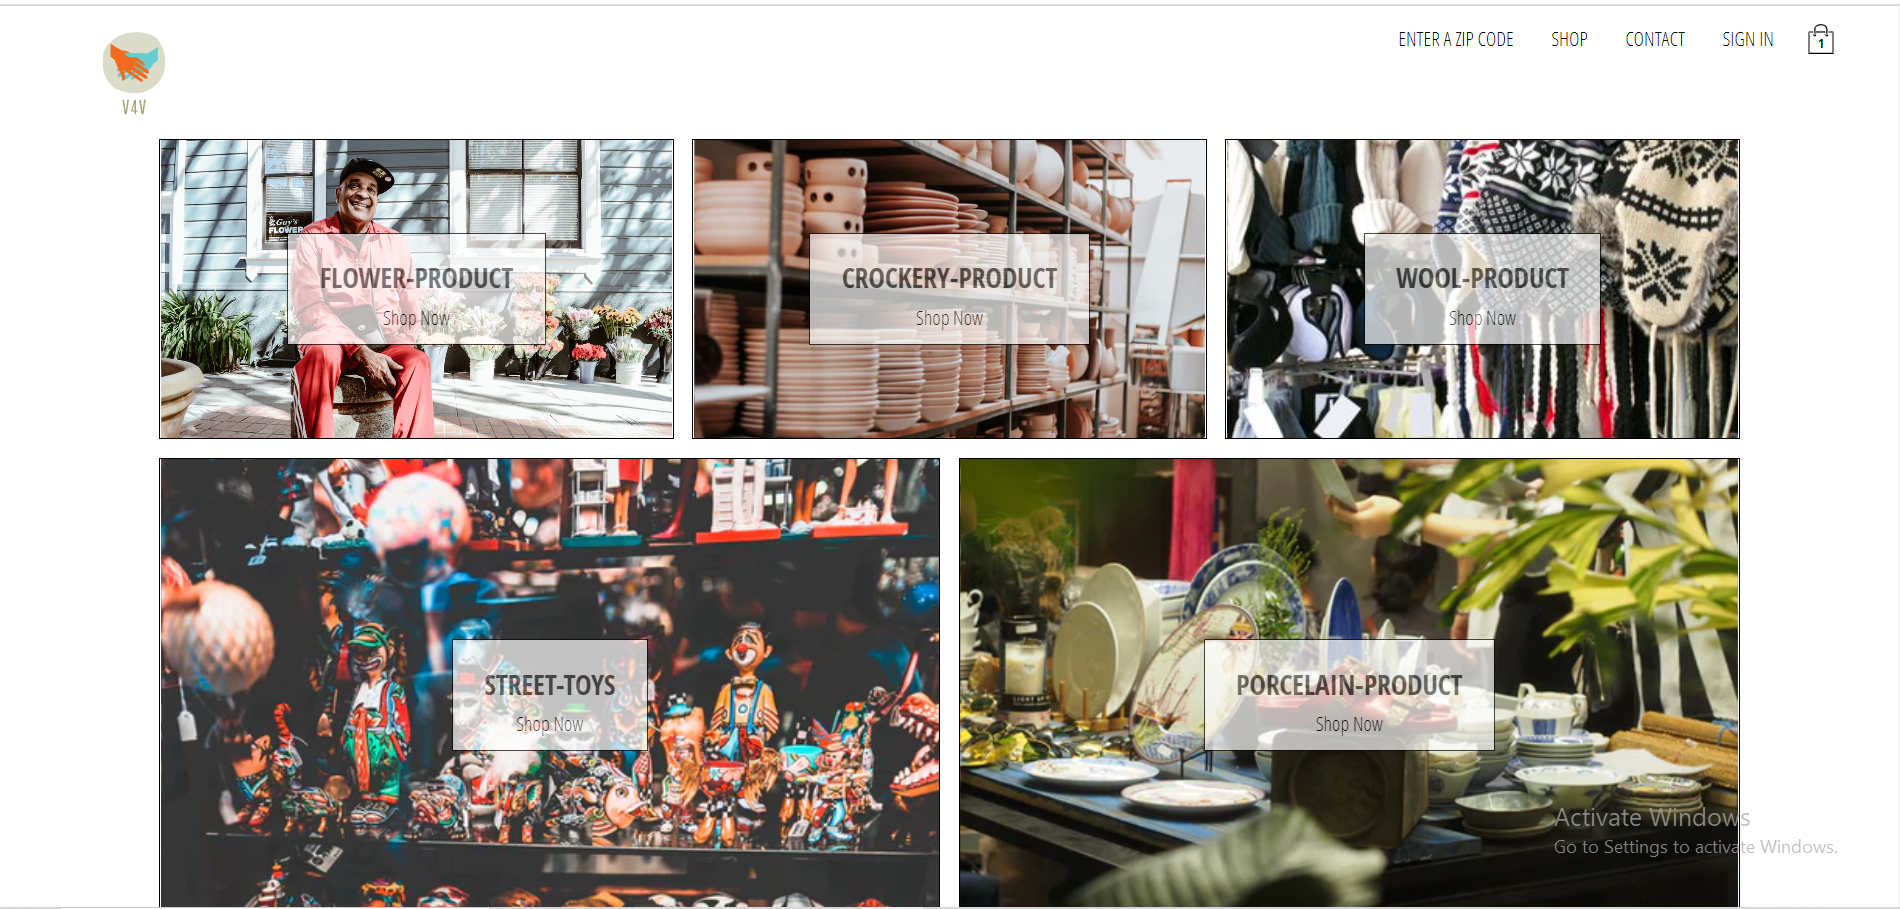 ENTER A ZIP CODE
SHOP
CONTACT
SIGN IN
1
V4V
Guy's
FLOWER
FLOWER-PRODUCT
Shop Now
CROCKERY-PRODUCT
Shop Now
WOOL-PRODUCT
Shop Now
STREET-TOYS
Shop Now
PORCELAIN-PRODUCT
Shop Now
Activate Windows
Go to Settings to activate Windows.